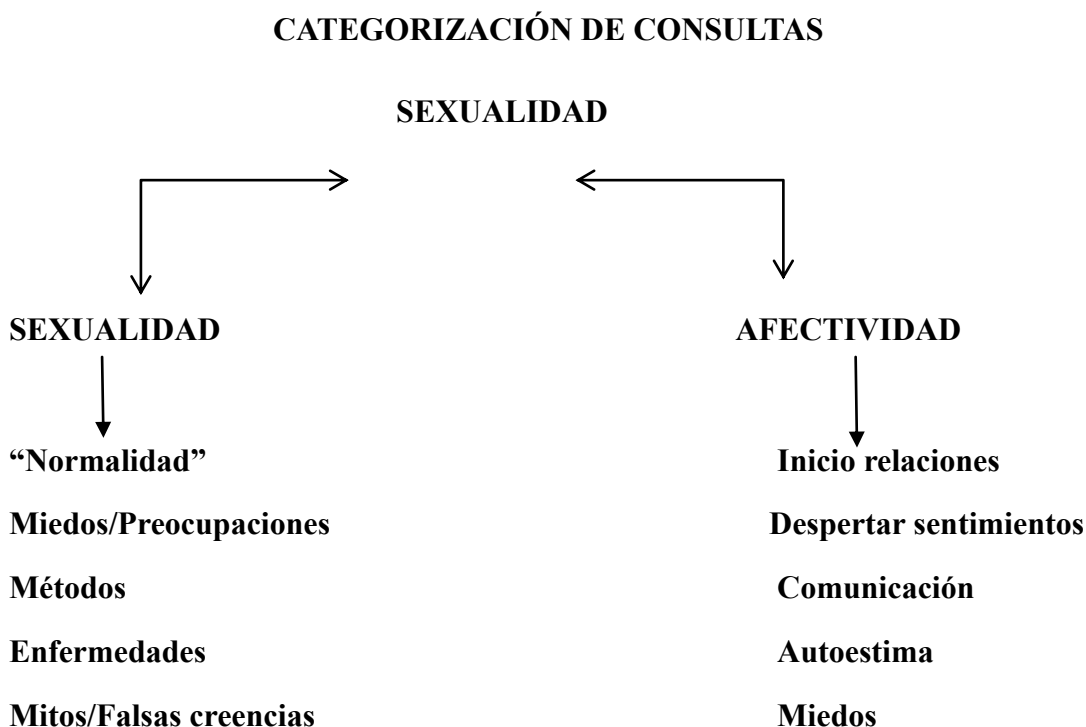 CATEGORIZACIÓN DE CONSULTAS
SEXUALIDAD
SEXUALIDAD
AFECTIVIDAD
“Normalidad”
Miedos/Preocupaciones
Métodos
Enfermedades
Mitos/Falsas creencias
Inicio relaciones
Despertar sentimientos
Comunicación
Autoestima
Miedos